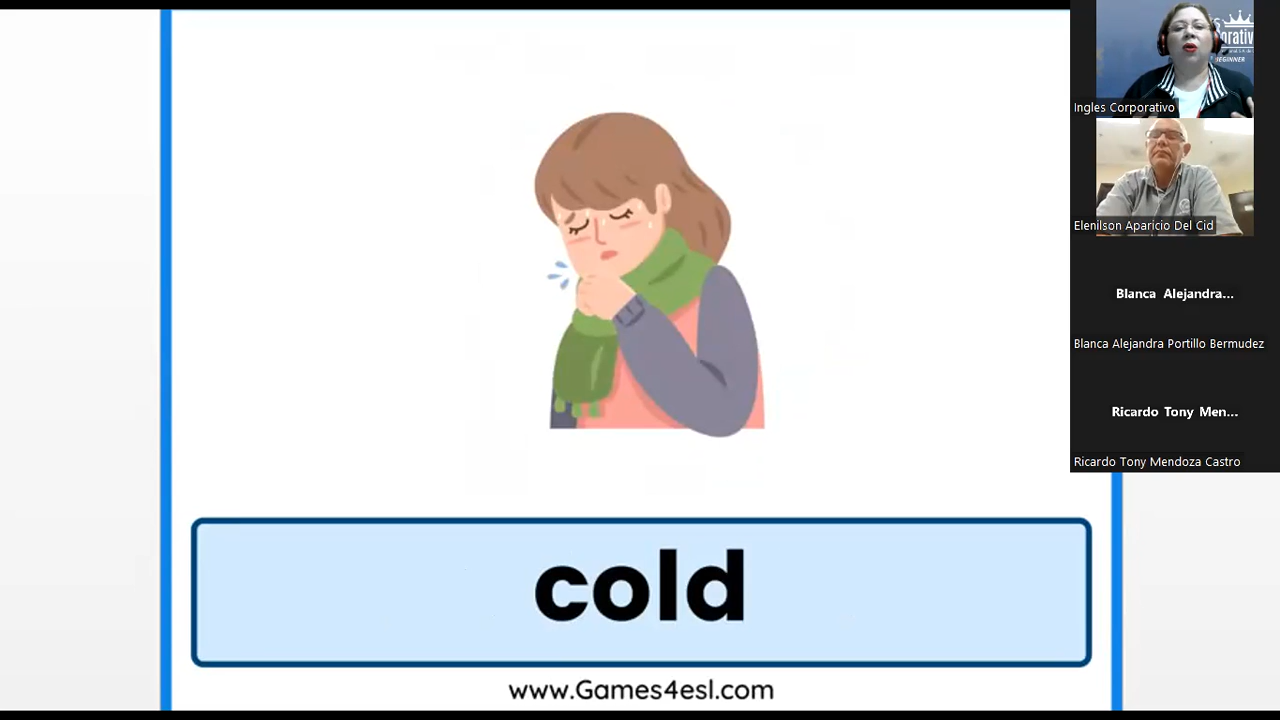 cold
www.Games4esl.com
Ingles Corporativo
BEGINNER
Elenilson Aparicio Del Cid
Blanca Alejandra...
Blanca Alejandra Portillo Bermudez
Ricardo Tony Men...
Ricardo Tony Mendoza Castro